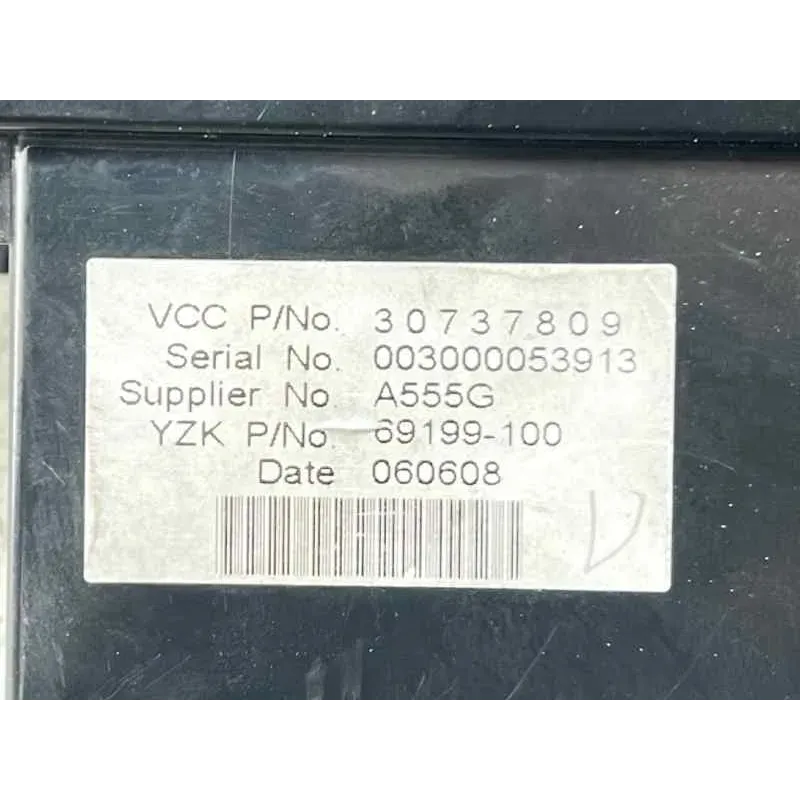 VCC P/No. 30737809
Serial No. 003000053913
Supplier No A555G
YZK P/No. 69199-100
Date 060608
V